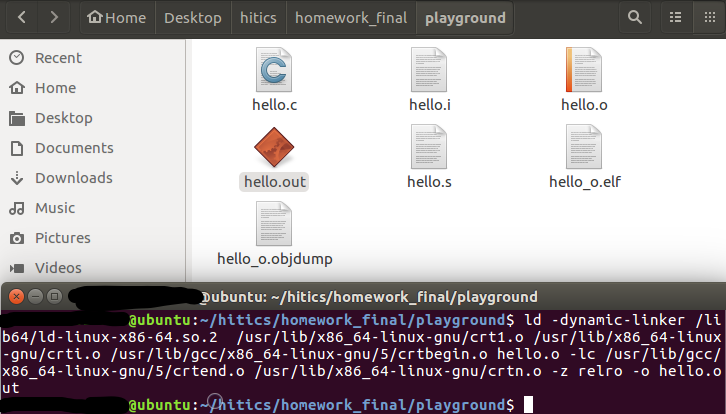 Home Desktop hitics homework_final playground
Recent
Home
Desktop
Documents
Downloads
Music
Pictures
Videos
hello.c hello.i hello.o
hello.out hello.s hello_o.elf
hello_o.objdump
@ubuntu: ~/hitics/homework_final/playground
@ubuntu:~/hitics/homework_final/playground$ ld -dynamic-linker /li
b64/ld-linux-x86-64.so.2  /usr/lib/x86_64-linux-gnu/crt1.o /usr/lib/x86_64-linux
-gnu/crti.o /usr/lib/gcc/x86_64-linux-gnu/5/crtbegin.o hello.o -lc /usr/lib/gcc/
x86_64-linux-gnu/5/crtend.o /usr/lib/x86_64-linux-gnu/crtn.o -z relro -o hello.o
ut
@ubuntu:~/hitics/homework_final/playground$